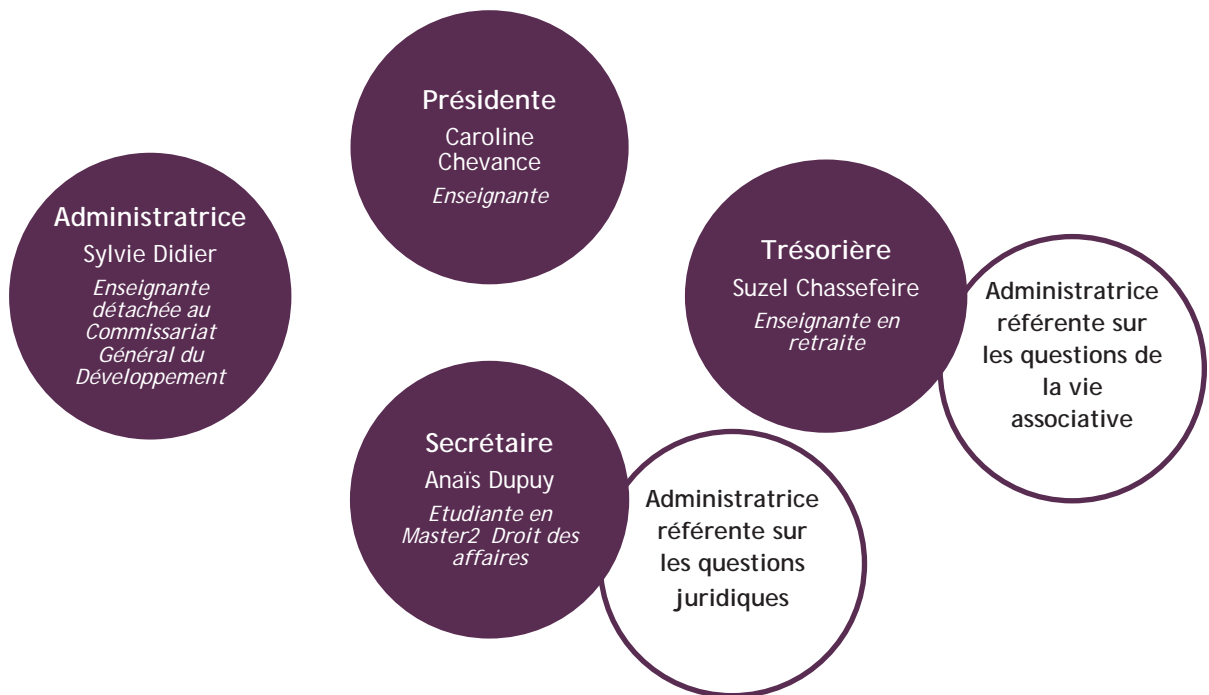 Présidente
Caroline
Chevance
Enseignante
Administratrice
Sylvie Didier
Enseignante
détachée au
Commissariat
Général du
Développement
Trésorière
Suzel Chassefeire
Enseignante en
retraite
Administratrice
référente sur
les questions de
la vie
associative
Secrétaire
Anaïs Dupuy
Etudiante en
Master2 Droit des
affaires
Administratrice
référente sur
les questions
juridiques